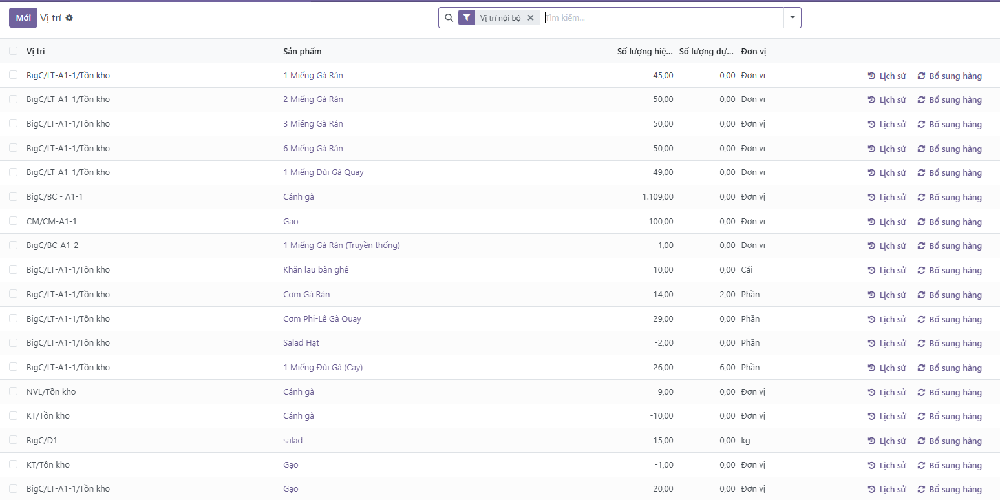 Mới Vị trí Vị trí nội bộ Tìm kiếm...
Vị trí Sản phẩm Số lượng hiệ... Số lượng dự... Đơn vị
BigC/LT-A1-1/Tồn kho 1 Miếng Gà Rán 45,00 0,00 Đơn vị Lịch sử Bổ sung hàng
BigC/LT-A1-1/Tồn kho 2 Miếng Gà Rán 50,00 0,00 Đơn vị Lịch sử Bổ sung hàng
BigC/LT-A1-1/Tồn kho 3 Miếng Gà Rán 50,00 0,00 Đơn vị Lịch sử Bổ sung hàng
BigC/LT-A1-1/Tồn kho 6 Miếng Gà Rán 50,00 0,00 Đơn vị Lịch sử Bổ sung hàng
BigC/LT-A1-1/Tồn kho 1 Miếng Đùi Gà Quay 49,00 0,00 Đơn vị Lịch sử Bổ sung hàng
BigC/BC - A1-1 Cánh gà 1.109,00 0,00 Đơn vị Lịch sử Bổ sung hàng
CM/CM-A1-1 Gạo 100,00 0,00 Đơn vị Lịch sử Bổ sung hàng
BigC/BC-A1-2 1 Miếng Gà Rán (Truyền thống) -1,00 0,00 Đơn vị Lịch sử Bổ sung hàng
BigC/LT-A1-1/Tồn kho Khăn lau bàn ghế 10,00 0,00 Cái Lịch sử Bổ sung hàng
BigC/LT-A1-1/Tồn kho Cơm Gà Rán 14,00 2,00 Phần Lịch sử Bổ sung hàng
BigC/LT-A1-1/Tồn kho Cơm Phi-Lê Gà Quay 29,00 0,00 Phần Lịch sử Bổ sung hàng
BigC/LT-A1-1/Tồn kho Salad Hạt -2,00 0,00 Phần Lịch sử Bổ sung hàng
BigC/LT-A1-1/Tồn kho 1 Miếng Đùi Gà (Cay) 26,00 6,00 Phần Lịch sử Bổ sung hàng
NVL/Tồn kho Cánh gà 9,00 0,00 Đơn vị Lịch sử Bổ sung hàng
KT/Tồn kho Cánh gà -10,00 0,00 Đơn vị Lịch sử Bổ sung hàng
BigC/D1 salad 15,00 0,00 kg Lịch sử Bổ sung hàng
KT/Tồn kho Gạo -1,00 0,00 Đơn vị Lịch sử Bổ sung hàng
BigC/LT-A1-1/Tồn kho Gạo 20,00 0,00 Đơn vị Lịch sử Bổ sung hàng